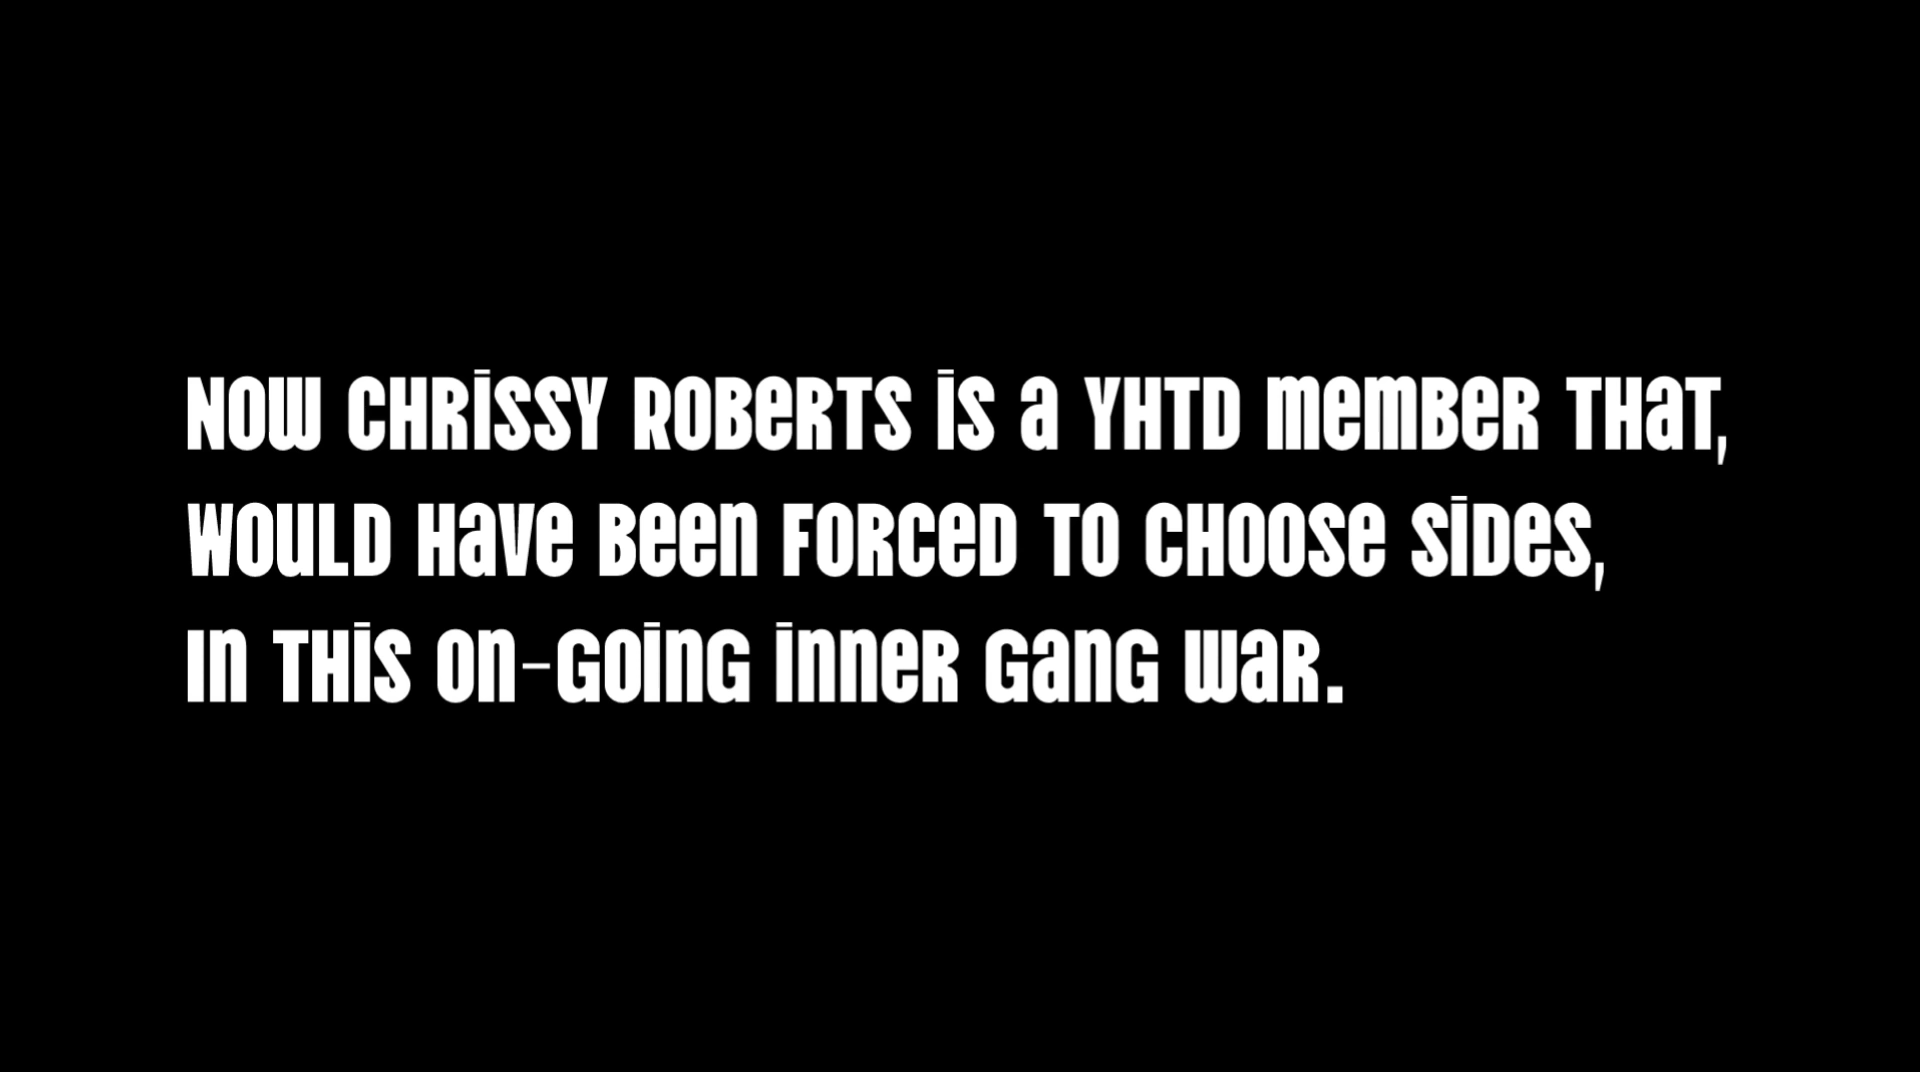 Now Chrissy Roberts is a YHTD member that,
would have been forced to choose sides,
In this on-going inner gang war.